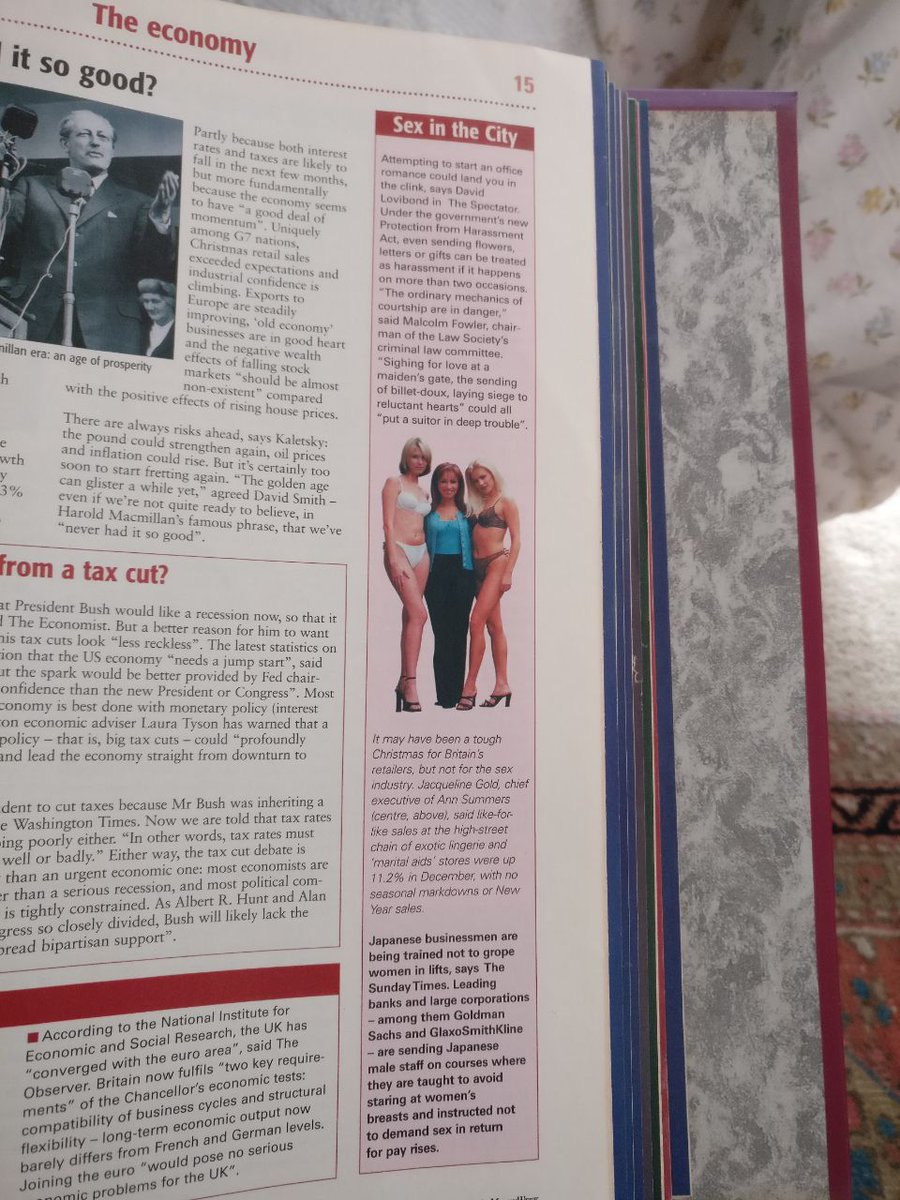 The economy
15
it so good?
Partly because both interest
rates and taxes are likely to
fall in the next few months,
but more fundamentally
because the economy seems
to have “a good deal of
momentum”. Uniquely
among G7 nations,
Christmas retail sales
exceeded expectations and
industrial confidence is
climbing. Exports to
Europe are steadily
improving, ‘old economy’
businesses are in good heart
and the negative wealth
effects of falling stock
markets “should be almost
non-existent” compared
with the positive effects of rising house prices.
millan era: an age of prosperity
There are always risks ahead, says Kaletsky:
the pound could strengthen again, oil prices
and inflation could rise. But it’s certainly too
soon to start fretting again. “The golden age
can glister a while yet,” agreed David Smith –
even if we’re not quite ready to believe, in
Harold Macmillan’s famous phrase, that we’ve
“never had it so good”.
3%
from a tax cut?
at President Bush would like a recession now, so that it
The Economist. But a better reason for him to want
his tax cuts look “less reckless”. The latest statistics on
tion that the US economy “needs a jump start”, said
ut the spark would be better provided by Fed chair-
onfidence than the new President or Congress”. Most
conomy is best done with monetary policy (interest
ton economic adviser Laura Tyson has warned that a
policy – that is, big tax cuts – could “profoundly
and lead the economy straight from downturn to
dent to cut taxes because Mr Bush was inheriting a
e Washington Times. Now we are told that tax rates
oing poorly either. “In other words, tax rates must
well or badly.” Either way, the tax cut debate is
than an urgent economic one: most economists are
er than a serious recession, and most political com-
is tightly constrained. As Albert R. Hunt and Alan
gress so closely divided, Bush will likely lack the
pread bipartisan support”.
■ According to the National Institute for
Economic and Social Research, the UK has
“converged with the euro area”, said The
Observer. Britain now fulfils “two key require-
ments” of the Chancellor’s economic tests:
compatibility of business cycles and structural
flexibility – long-term economic output now
barely differs from French and German levels.
Joining the euro “would pose no serious
nomic problems for the UK”.
Sex in the City
Attempting to start an office
romance could land you in
the clink, says David
Lovibond in The Spectator.
Under the government’s new
Protection from Harassment
Act, even sending flowers,
letters or gifts can be treated
as harassment if it happens
on more than two occasions.
“The ordinary mechanics of
courtship are in danger,”
said Malcolm Fowler, chair-
man of the Law Society’s
criminal law committee.
“Sighing for love at a
maiden’s gate, the sending
of billet-doux, laying siege to
reluctant hearts” could all
“put a suitor in deep trouble”.
It may have been a tough
Christmas for Britain’s
retailers, but not for the sex
industry. Jacqueline Gold, chief
executive of Ann Summers
(centre, above), said like-for-
like sales at the high-street
chain of exotic lingerie and
‘marital aids’ stores were up
11.2% in December, with no
seasonal markdowns or New
Year sales.
Japanese businessmen are
being trained not to grope
women in lifts, says The
Sunday Times. Leading
banks and large corporations
– among them Goldman
Sachs and GlaxoSmithKline
– are sending Japanese
male staff on courses where
they are taught to avoid
staring at women’s
breasts and instructed not
to demand sex in return
for pay rises.